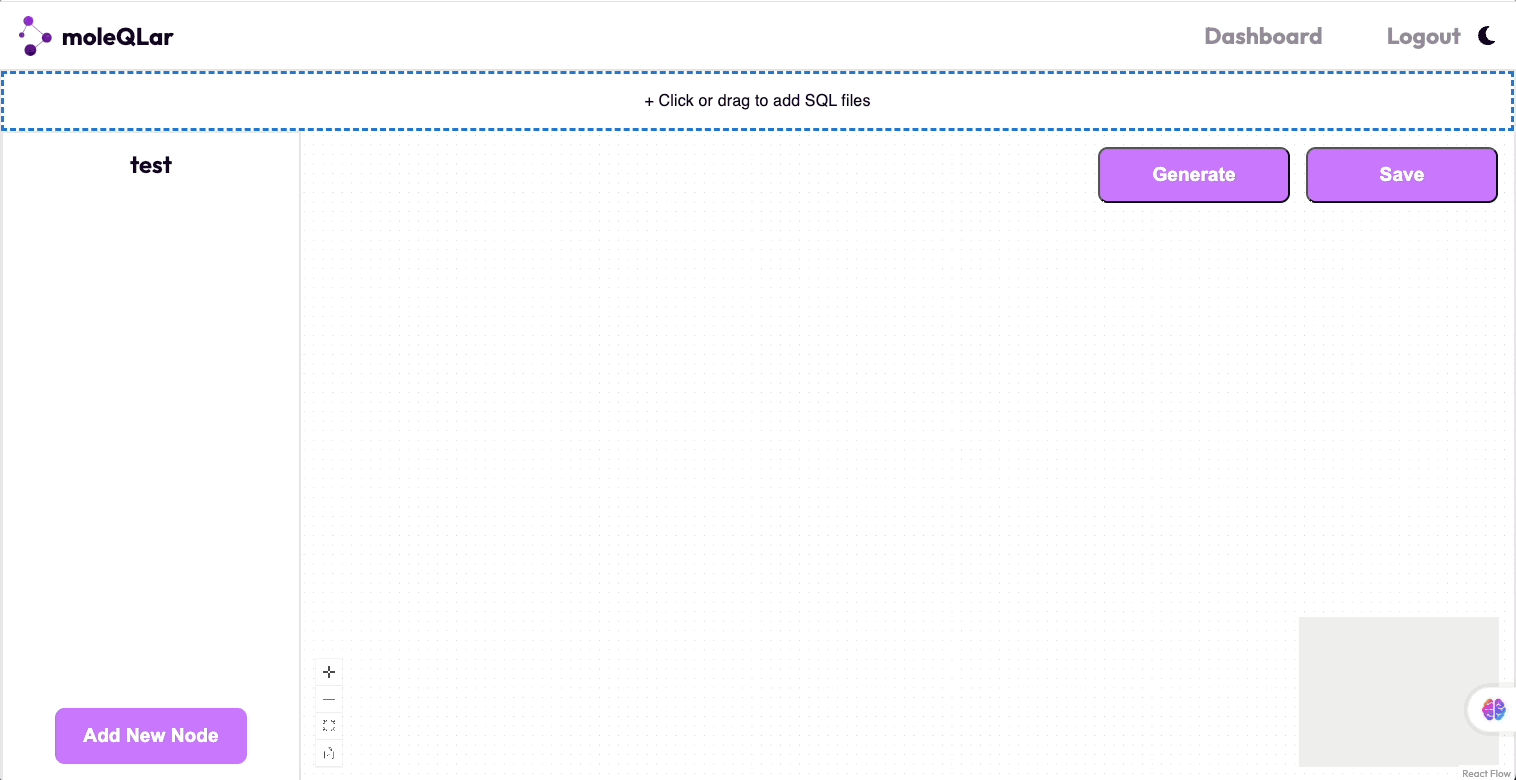 moleQLar
Dashboard
Logout
+ Click or drag to add SQL files
test
Generate
Save
Add New Node
React Flow